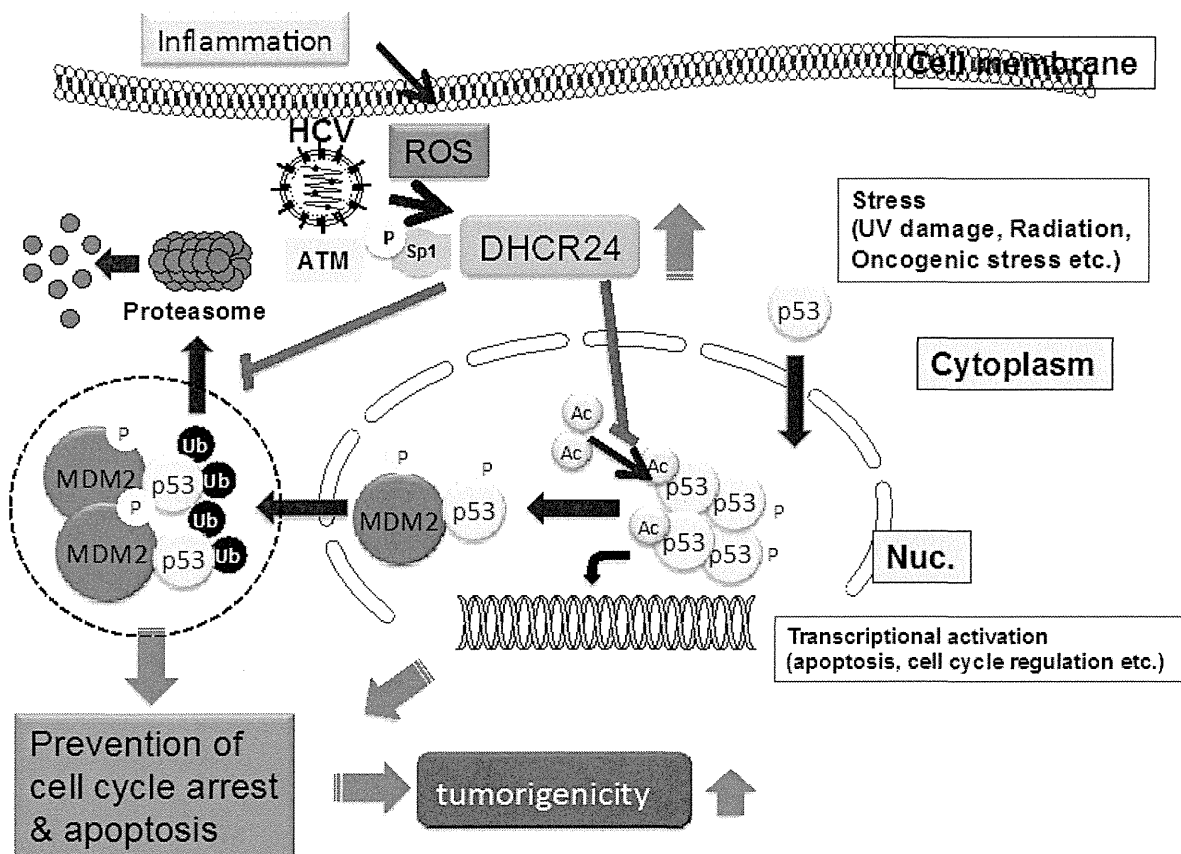 Inflammation
Cell membrane
HCV
ROS
Stress
(UV damage, Radiation,
Oncogenic stress etc.)
P
Sp1
DHCR24
ATM
p53
Proteasome
Cytoplasm
Ac
Ac
Ac
Ac
p53
p53
p53
p53
P
P
P
P
MDM2
p53
P
Ub
MDM2
p53
Ub
P
Ub
MDM2
p53
Ub
Nuc.
Transcriptional activation
(apoptosis, cell cycle regulation etc.)
Prevention of
cell cycle arrest
& apoptosis
tumorigenicity